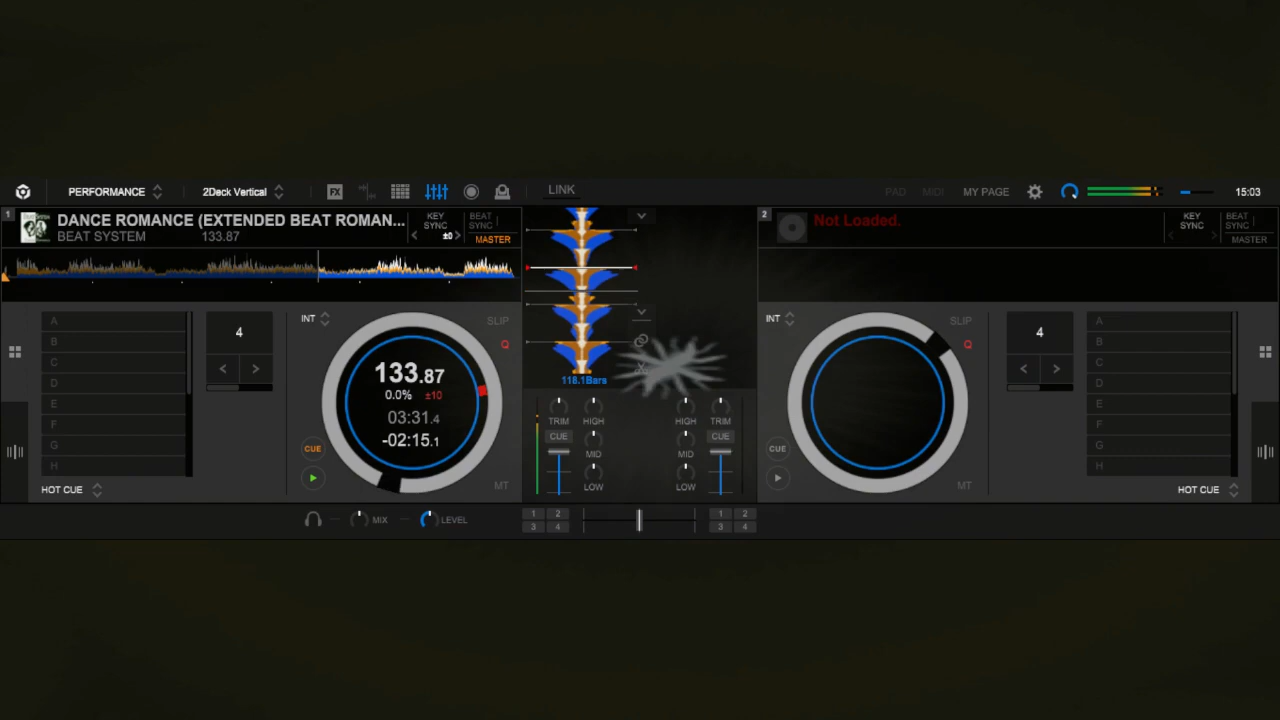 PERFORMANCE 2Deck Vertical FX LINK PAD MIDI MY PAGE 15:03
1 DANCE ROMANCE (EXTENDED BEAT ROMAN... KEY SYNC BEAT SYNC
BEAT SYSTEM 133.87 ±0 MASTER
2 Not Loaded. KEY SYNC BEAT SYNC
MASTER
A
B
C
D
E
F
G
H
HOT CUE
4
INT
SLIP
Q
133.87
0.0% ±10
03:31.4
-02:15.1
CUE
MT
118.1Bars
TRIM HIGH HIGH TRIM
CUE MID MID CUE
LOW LOW
INT
SLIP
Q
CUE
MT
4
A
B
C
D
E
F
G
H
HOT CUE
MIX LEVEL
1 2 1 2
3 4 3 4